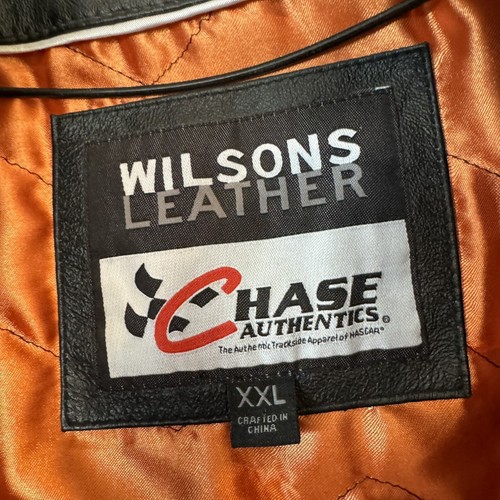 WILSONS
LEATHER
CHASE
AUTHENTICS®
The Authentic Trackside Apparel of NASCAR®
XXL
CRAFTED IN
CHINA